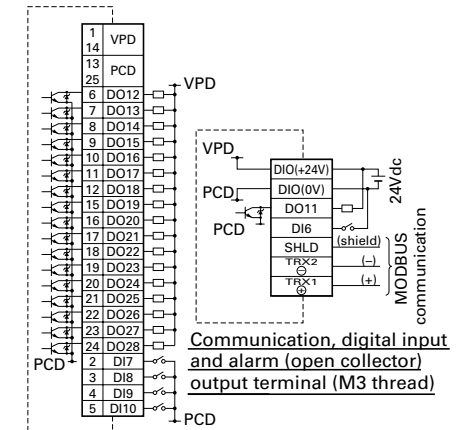 1
14 VPD
13
25 PCD
VPD
6 DO12
7 DO13
8 DO14
9 DO15
10 DO16
11 DO17
12 DO18
15 DO19
16 DO20
17 DO21
18 DO22
19 DO23
20 DO24
21 DO25
22 DO26
23 DO27
24 DO28
PCD
2 DI7
3 DI8
4 DI9
5 DI10
PCD
VPD
DIO(+24V)
PCD
DIO(0V)
24Vdc
DO11
PCD
DI6
SHLD (shield)
TRX2 ⊖ (−)
TRX1 ⊕ (+)
MODBUS
communication
Communication, digital input
and alarm (open collector)
output terminal (M3 thread)